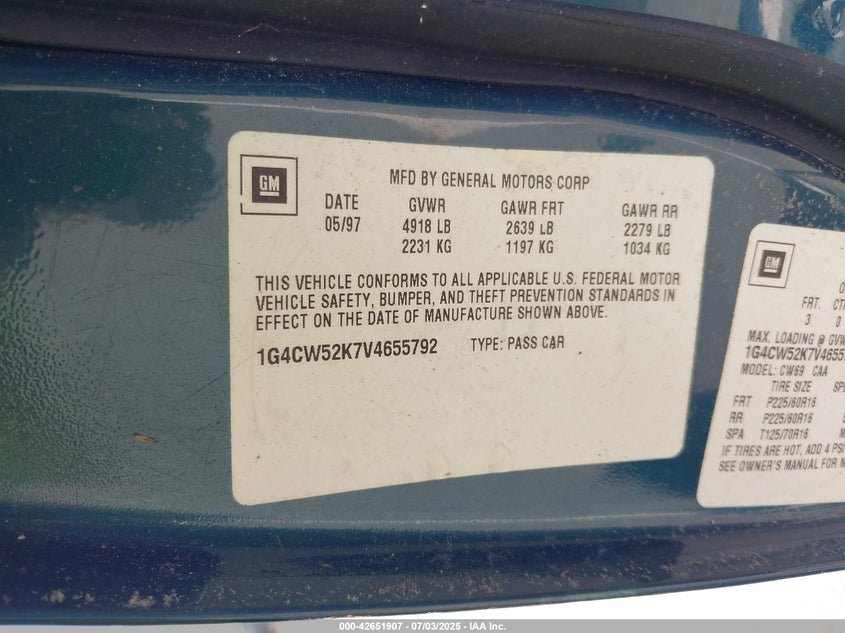 GM
MFD BY GENERAL MOTORS CORP
DATE GVWR GAWR FRT GAWR RR
05/97 4918 LB 2639 LB 2279 LB
2231 KG 1197 KG 1034 KG
THIS VEHICLE CONFORMS TO ALL APPLICABLE U.S. FEDERAL MOTOR
VEHICLE SAFETY, BUMPER, AND THEFT PREVENTION STANDARDS IN
EFFECT ON THE DATE OF MANUFACTURE SHOWN ABOVE.
1G4CW52K7V4655792 TYPE: PASS CAR
GM
FRT.
3 0
MAX. LOADING @
1G4CW52K7V4655
MODEL: CW69 CAA
TIRE SIZE
FRT P225/60R16
RR P225/60R16
SPA T125/70R16
IF TIRES ARE HOT, ADD 4 PSI
SEE OWNER'S MANUAL FOR
000-42651907 - 07/03/2025 - IAA Inc.